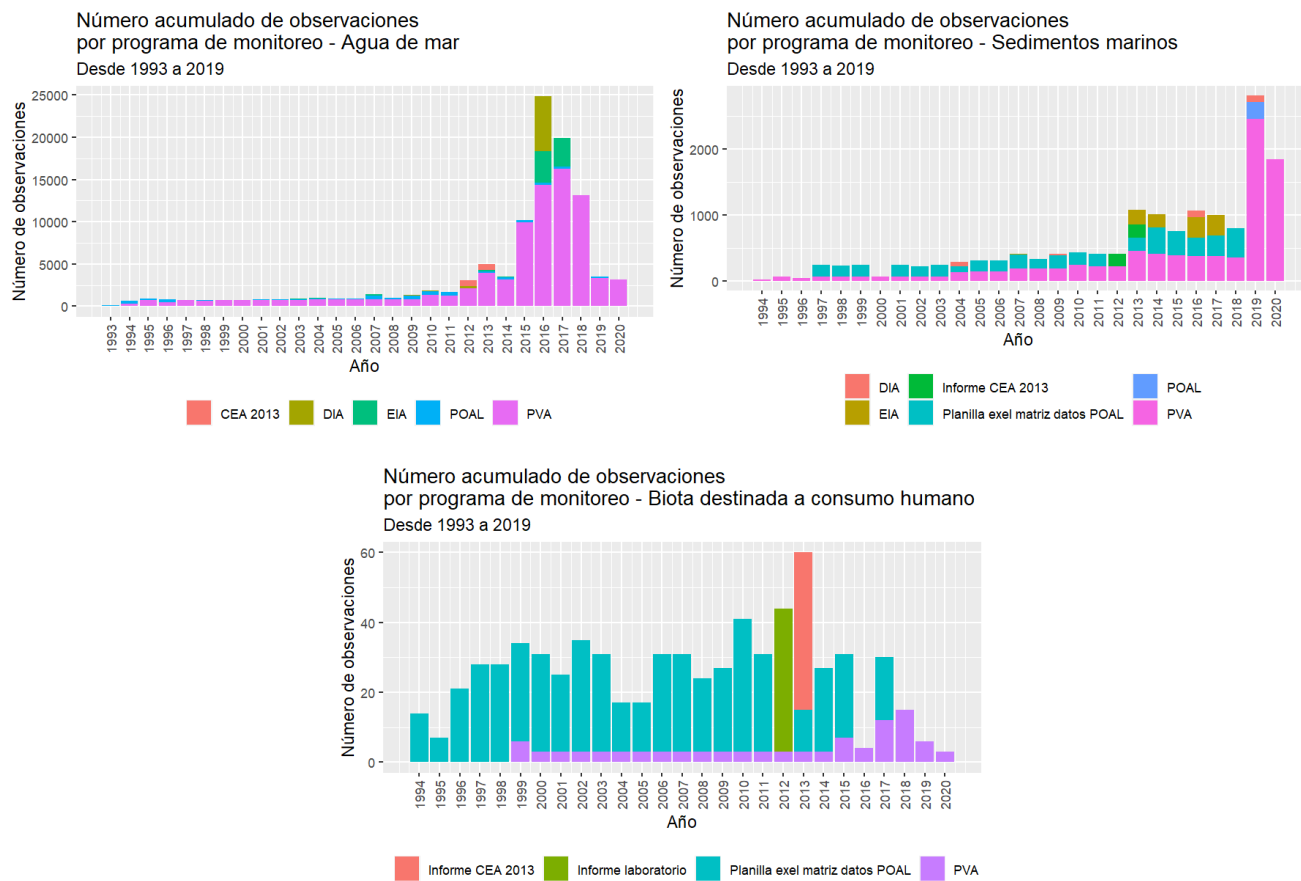 Número acumulado de observaciones
por programa de monitoreo - Agua de mar
Desde 1993 a 2019
Número de observaciones
25000
20000
15000
10000
5000
0
1993 1994 1995 1996 1997 1998 1999 2000 2001 2002 2003 2004 2005 2006 2007 2008 2009 2010 2011 2012 2013 2014 2015 2016 2017 2018 2019 2020
Año
CEA 2013 DIA EIA POAL PVA
Número acumulado de observaciones
por programa de monitoreo - Sedimentos marinos
Desde 1993 a 2019
Número de observaciones
2000
1000
0
1994 1995 1996 1997 1998 1999 2000 2001 2002 2003 2004 2005 2006 2007 2008 2009 2010 2011 2012 2013 2014 2015 2016 2017 2018 2019 2020
Año
DIA Informe CEA 2013 POAL
EIA Planilla exel matriz datos POAL PVA
Número acumulado de observaciones
por programa de monitoreo - Biota destinada a consumo humano
Desde 1993 a 2019
Número de observaciones
60
40
20
0
1994 1995 1996 1997 1998 1999 2000 2001 2002 2003 2004 2005 2006 2007 2008 2009 2010 2011 2012 2013 2014 2015 2016 2017 2018 2019 2020
Año
Informe CEA 2013 Informe laboratorio Planilla exel matriz datos POAL PVA